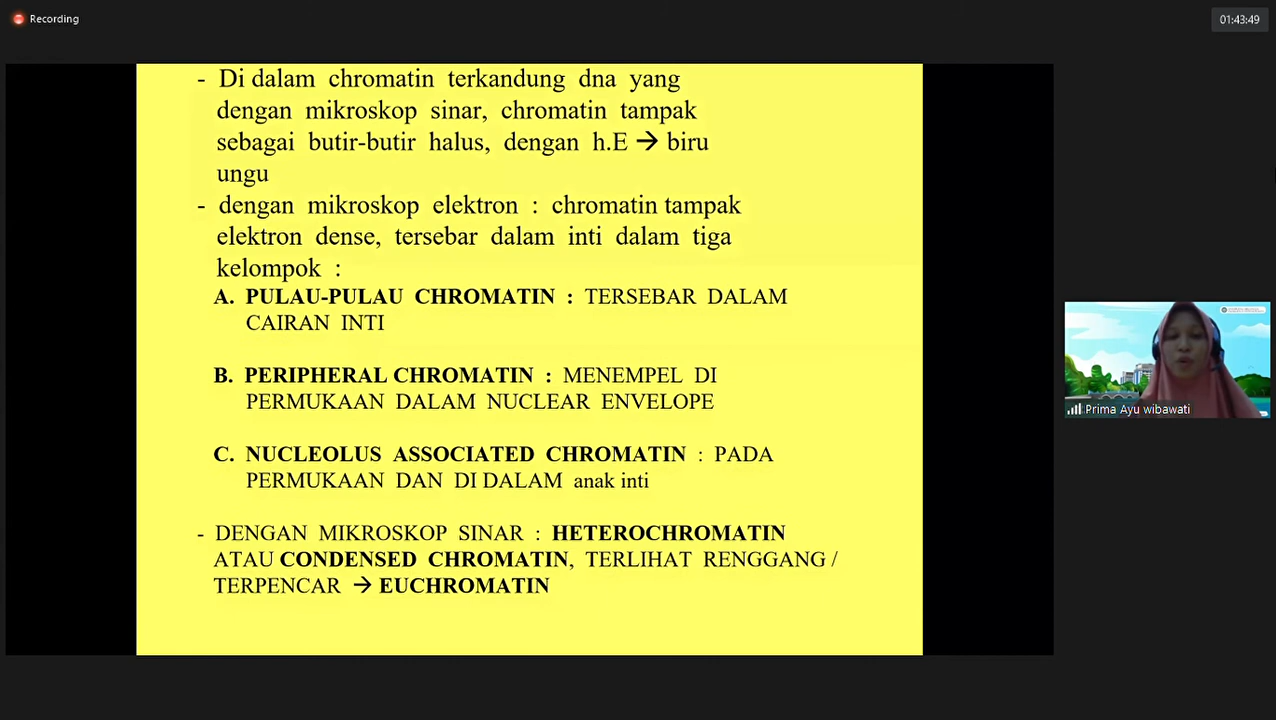 Recording
01:43:49
- Di dalam chromatin terkandung dna yang
dengan mikroskop sinar, chromatin tampak
sebagai butir-butir halus, dengan h.E → biru
ungu
- dengan mikroskop elektron : chromatin tampak
elektron dense, tersebar dalam inti dalam tiga
kelompok :
A. PULAU-PULAU CHROMATIN : TERSEBAR DALAM
CAIRAN INTI
B. PERIPHERAL CHROMATIN : MENEMPEL DI
PERMUKAAN DALAM NUCLEAR ENVELOPE
C. NUCLEOLUS ASSOCIATED CHROMATIN : PADA
PERMUKAAN DAN DI DALAM anak inti
- DENGAN MIKROSKOP SINAR : HETEROCHROMATIN
ATAU CONDENSED CHROMATIN, TERLIHAT RENGGANG /
TERPENCAR → EUCHROMATIN
Prima Ayu wibawati